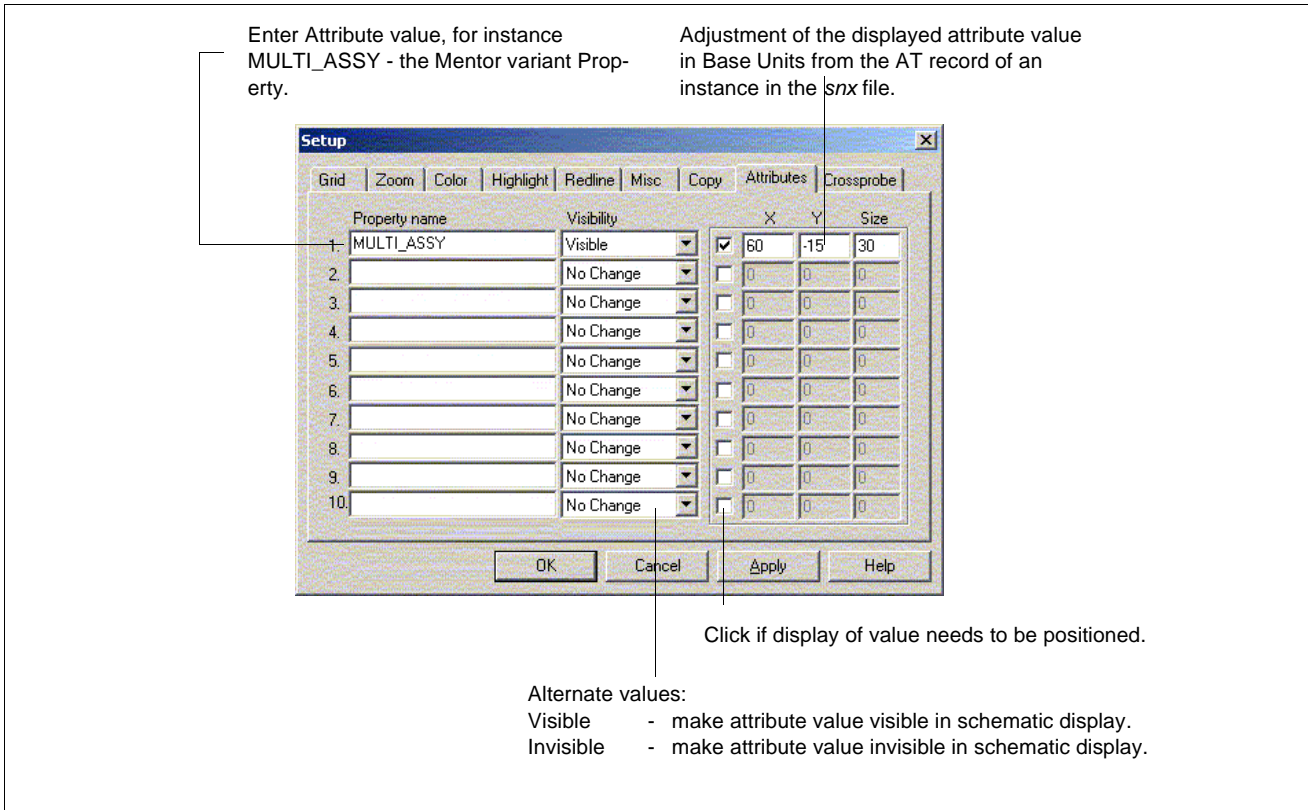 Enter Attribute value, for instance
MULTI_ASSY - the Mentor variant Prop-
erty.
Adjustment of the displayed attribute value
in Base Units from the AT record of an
instance in the snx file.
Setup
Grid Zoom Color Highlight Redline Misc Copy Attributes Crossprobe
Property name Visibility X Y Size
1. MULTI_ASSY Visible 60 -15 30
2. No Change 0 0 0
3. No Change 0 0 0
4. No Change 0 0 0
5. No Change 0 0 0
6. No Change 0 0 0
7. No Change 0 0 0
8. No Change 0 0 0
9. No Change 0 0 0
10. No Change 0 0 0
OK Cancel Apply Help
Click if display of value needs to be positioned.
Alternate values:
Visible - make attribute value visible in schematic display.
Invisible - make attribute value invisible in schematic display.